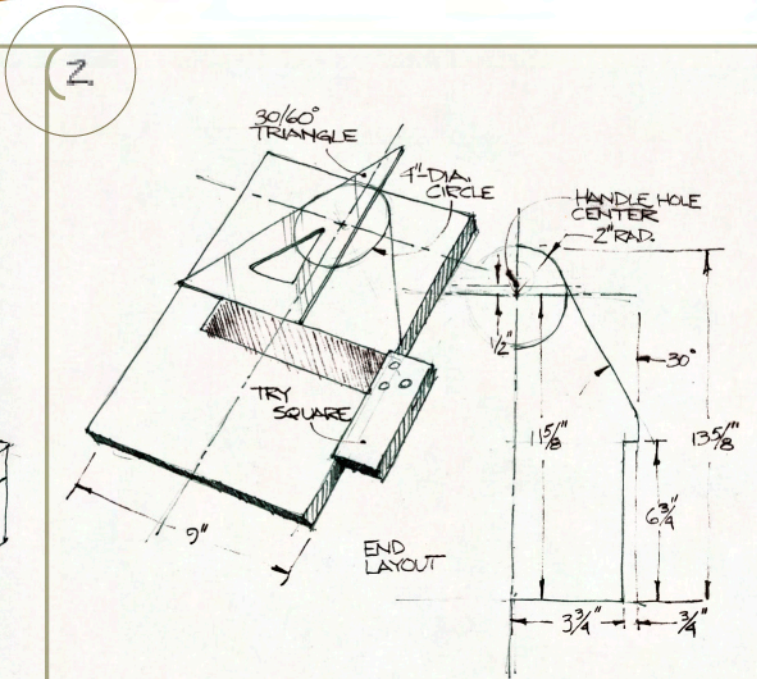 2
30/60°
TRIANGLE
4"-DIA.
CIRCLE
HANDLE HOLE
CENTER
2" RAD.
1/2"
30°
TRY
SQUARE
11 5/8"
13 5/8"
6 3/4"
9"
END
LAYOUT
3 3/4"
3/4"